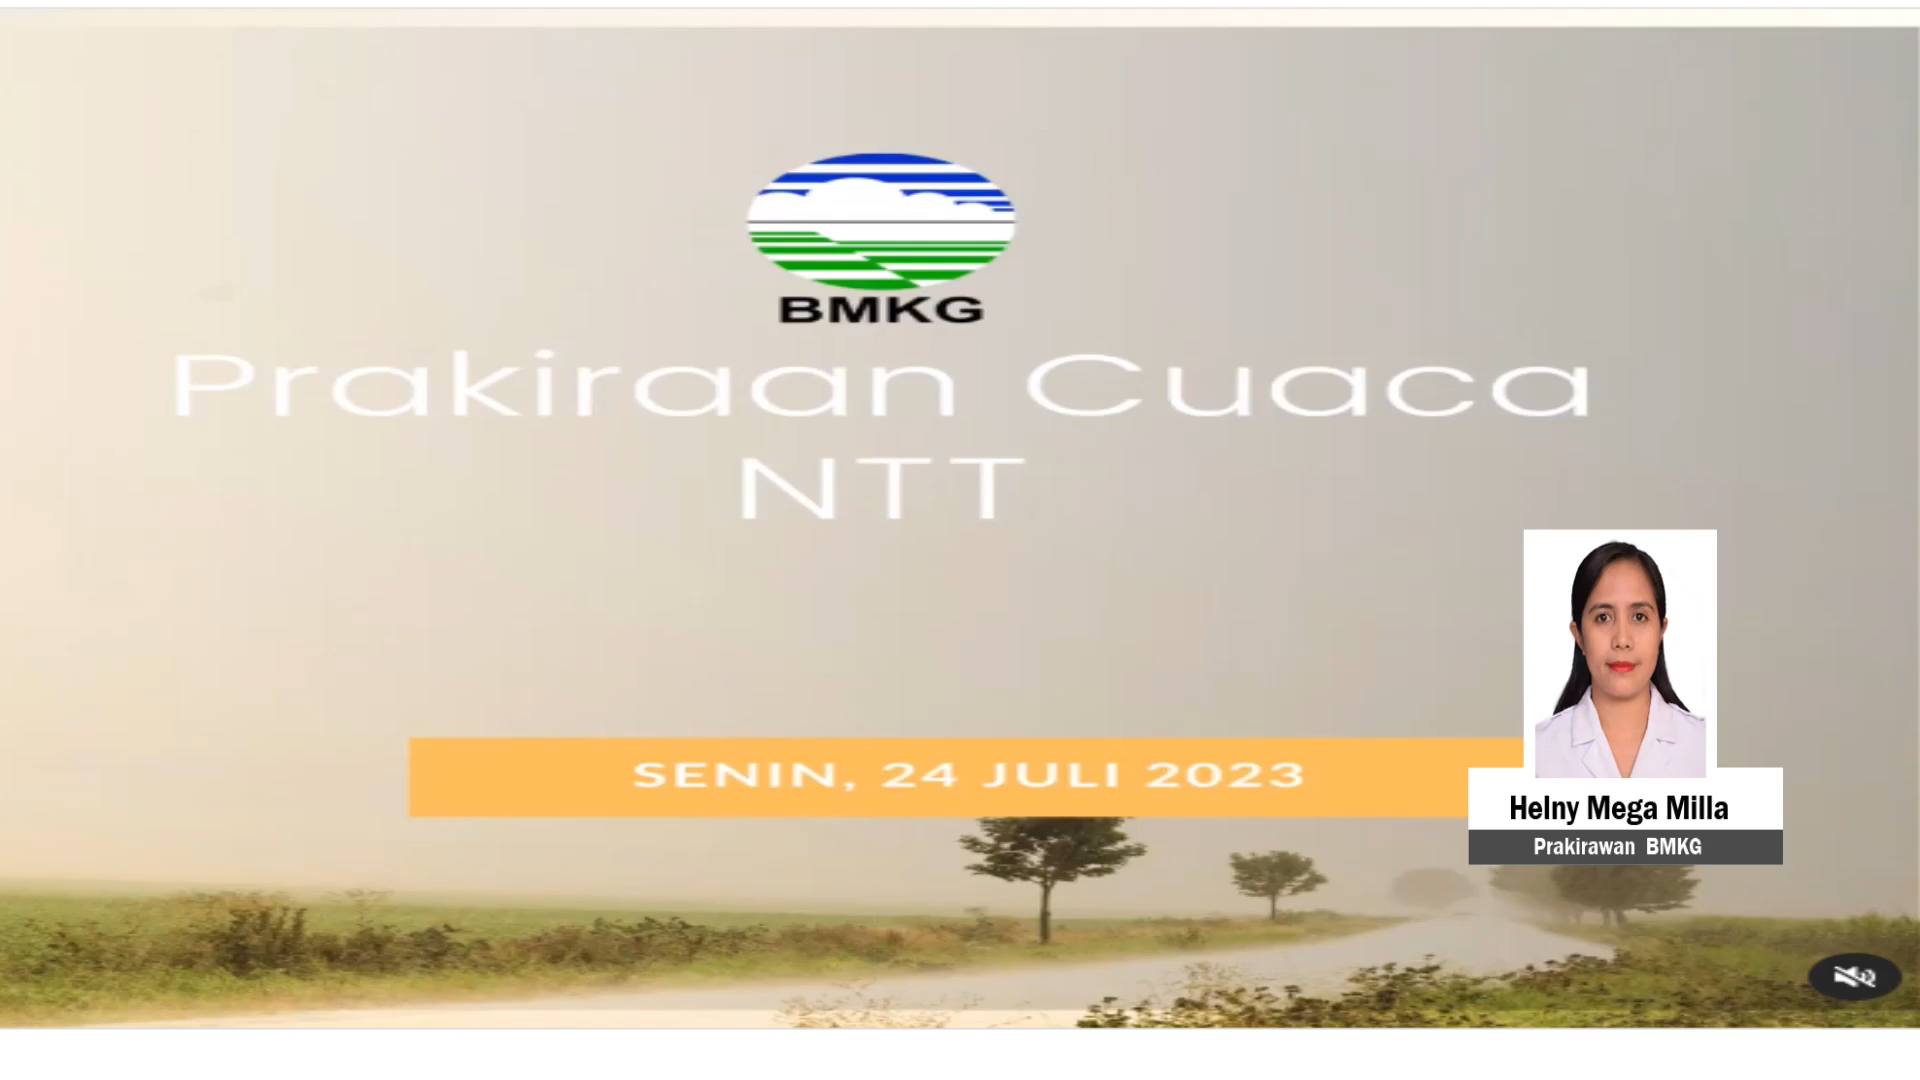 BMKG
Prakiraan Cuaca
NTT
SENIN, 24 JULI 2023
Helny Mega Milla
Prakirawan BMKG